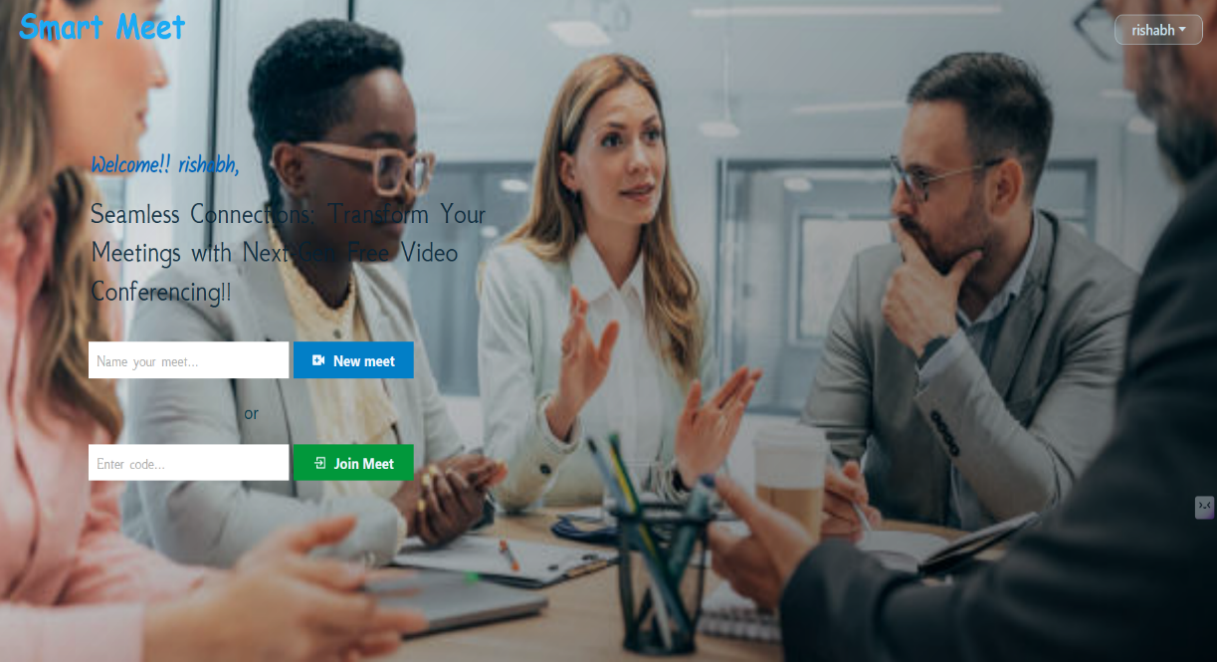 Smart Meet
rishabh
Welcome!! rishabh,
Seamless Connections: Transform Your
Meetings with Next-Gen Free Video
Conferencing!!
Name your meet...
New meet
or
Enter code...
Join Meet